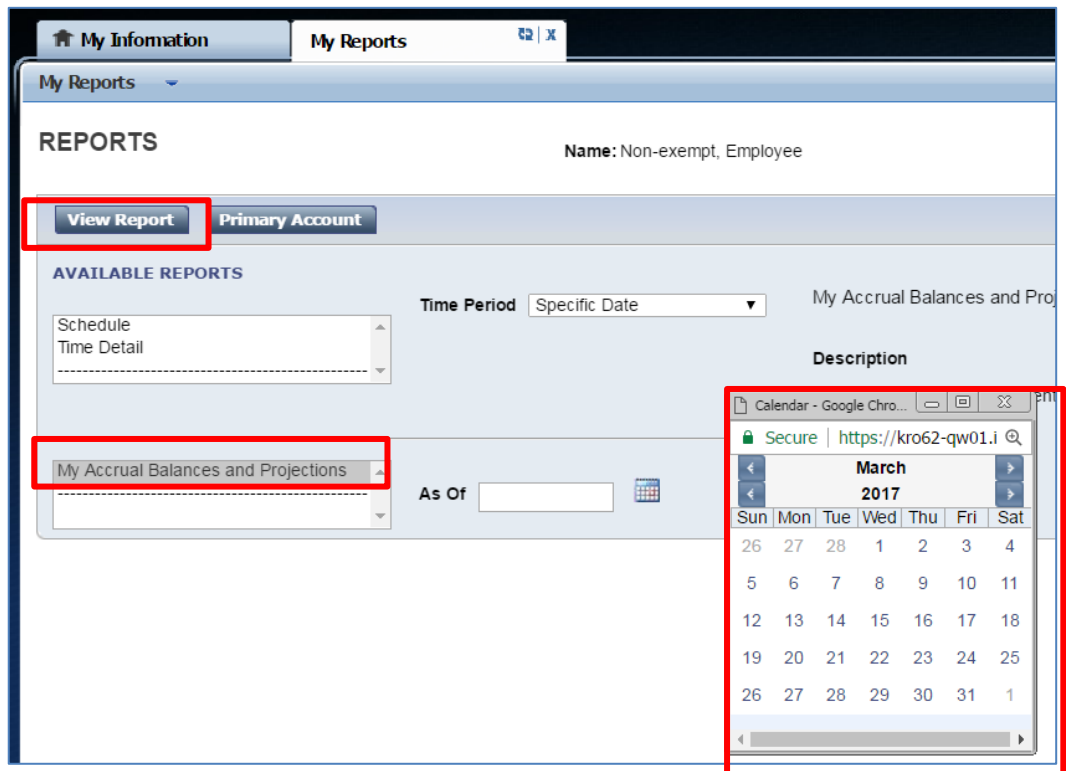 My Information
My Reports
X
My Reports
REPORTS
Name: Non-exempt, Employee
View Report
Primary Account
AVAILABLE REPORTS
Time Period
Specific Date
My Accrual Balances and Proj
Schedule
Time Detail
Description
ent
Calendar - Google Chro...
Secure | https://kro62-qw01.i
My Accrual Balances and Projections
As Of
March
2017
Sun Mon Tue Wed Thu Fri Sat
26 27 28 1 2 3 4
5 6 7 8 9 10 11
12 13 14 15 16 17 18
19 20 21 22 23 24 25
26 27 28 29 30 31 1